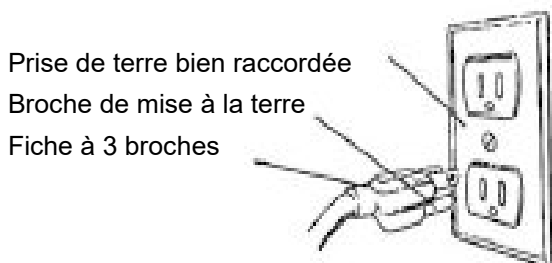 Prise de terre bien raccordée
Broche de mise à la terre
Fiche à 3 broches